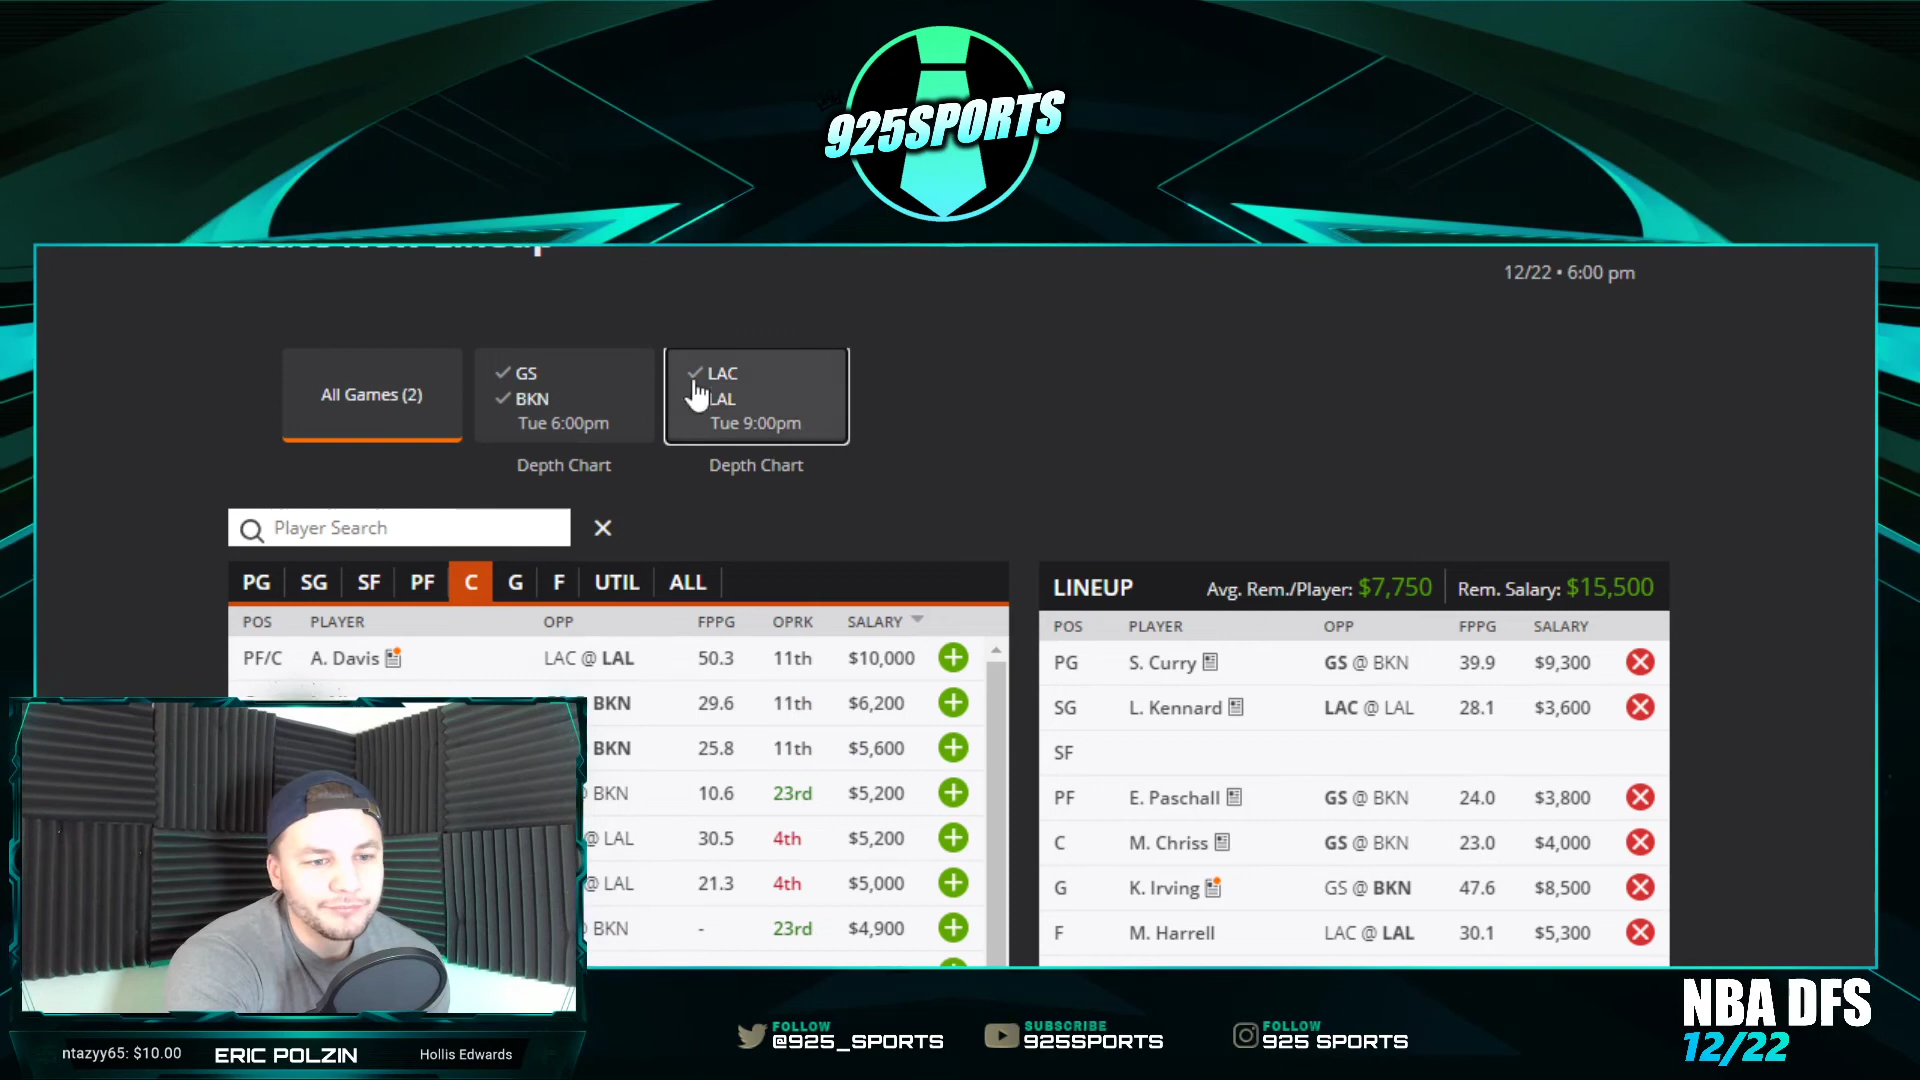 925SPORTS
12/22 • 6:00 pm
All Games (2)
GS
BKN
Tue 6:00pm
Depth Chart
LAC
LAL
Tue 9:00pm
Depth Chart
Player Search
PG SG SF PF C G F UTIL ALL
POS PLAYER OPP FPPG OPRK SALARY
PF/C A. Davis LAC @ LAL 50.3 11th $10,000
BKN 29.6 11th $6,200
BKN 25.8 11th $5,600
BKN 10.6 23rd $5,200
@ LAL 30.5 4th $5,200
@ LAL 21.3 4th $5,000
BKN - 23rd $4,900
LINEUP Avg. Rem./Player: $7,750 Rem. Salary: $15,500
POS PLAYER OPP FPPG SALARY
PG S. Curry GS @ BKN 39.9 $9,300
SG L. Kennard LAC @ LAL 28.1 $3,600
SF
PF E. Paschall GS @ BKN 24.0 $3,800
C M. Chriss GS @ BKN 23.0 $4,000
G K. Irving GS @ BKN 47.6 $8,500
F M. Harrell LAC @ LAL 30.1 $5,300
ntazyy65: $10.00 ERIC POLZIN Hollis Edwards
FOLLOW
@925_SPORTS
SUBSCRIBE
925SPORTS
FOLLOW
925 SPORTS
NBA DFS
12/22